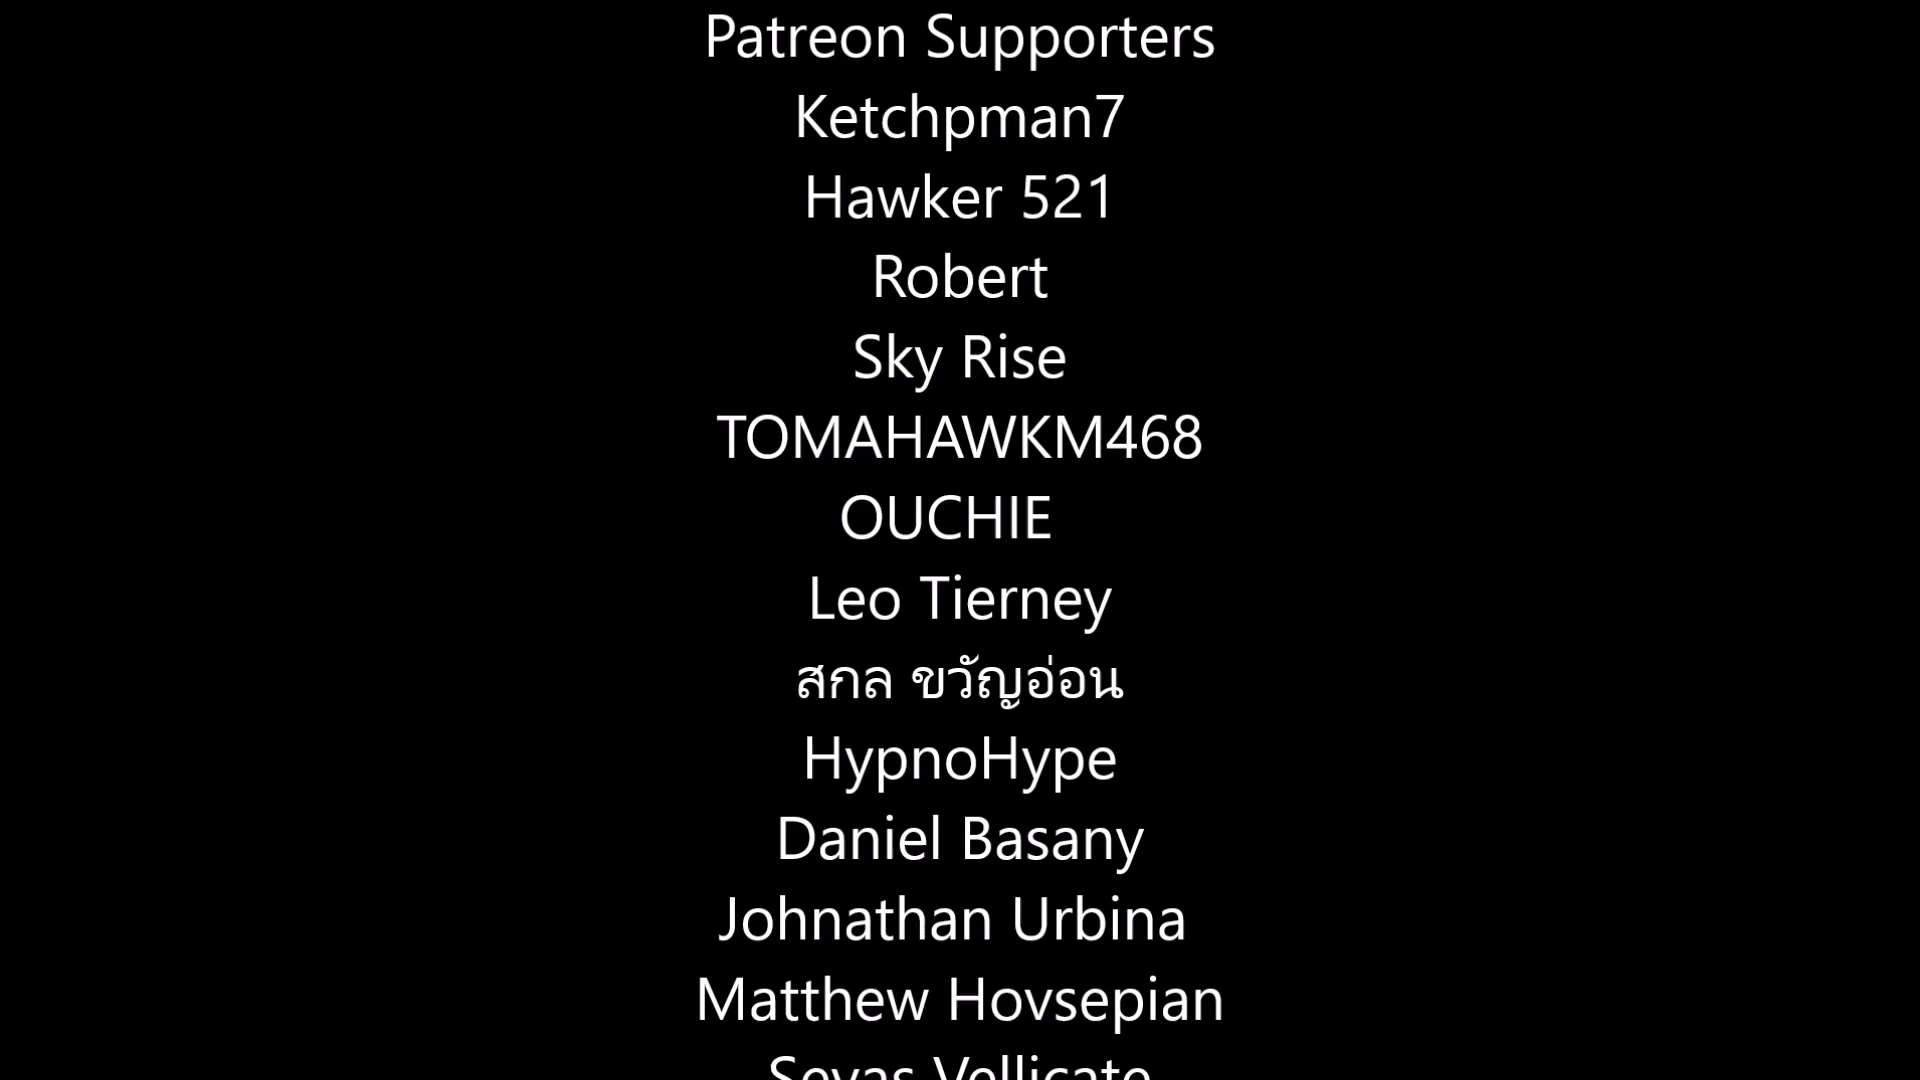 Patreon Supporters
Ketchpman7
Hawker 521
Robert
Sky Rise
TOMAHAWKM468
OUCHIE
Leo Tierney
สกล ขวัญอ่อน
HypnoHype
Daniel Basany
Johnathan Urbina
Matthew Hovsepian